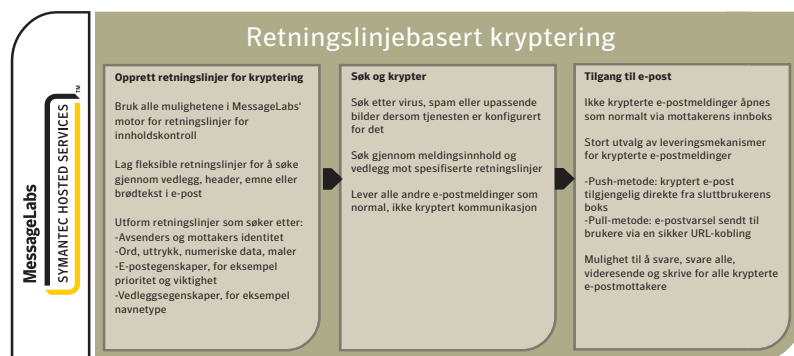 Retningslinjebasert kryptering
MessageLabs
SYMANTEC HOSTED SERVICES™
Opprett retningslinjer for kryptering
Bruk alle mulighetene i MessageLabs'
motor for retningslinjer for
innholdskontroll
Lag fleksible retningslinjer for å søke
gjennom vedlegg, header, emne eller
brødtekst i e-post
Utform retningslinjer som søker etter:
-Avsenders og mottakers identitet
-Ord, uttrykk, numeriske data, maler
-E-postegenskaper, for eksempel
prioritet og viktighet
-Vedleggsegenskaper, for eksempel
navnetype
Søk og krypter
Søk etter virus, spam eller upassende
bilder dersom tjenesten er konfigurert
for det
Søk gjennom meldingsinnhold og
vedlegg mot spesifiserte retningslinjer
Lever alle andre e-postmeldinger som
normal, ikke kryptert kommunikasjon
Tilgang til e-post
Ikke krypterte e-postmeldinger åpnes
som normalt via mottakerens innboks
Stort utvalg av leveringsmekanismer
for krypterte e-postmeldinger
-Push-metode: kryptert e-post
tilgjengelig direkte fra sluttbrukerens
boks
-Pull-metode: e-postvarsel sendt til
brukere via en sikker URL-kobling
Mulighet til å svare, svare alle,
videresende og skrive for alle krypterte
e-postmottakere